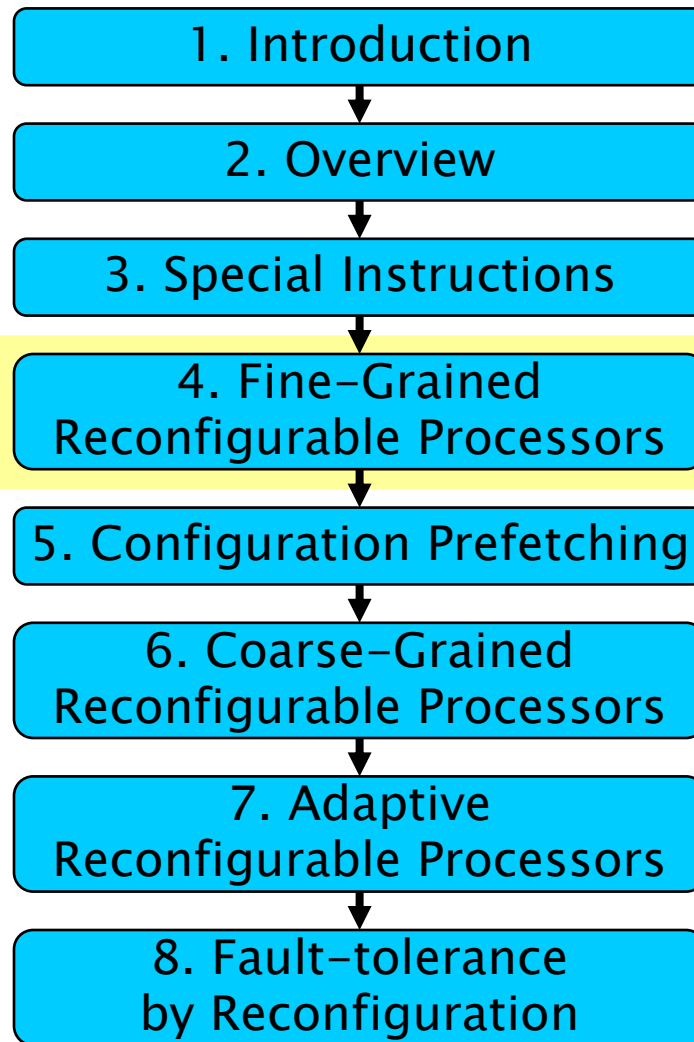 1. Introduction
2. Overview
3. Special Instructions
4. Fine-Grained
Reconfigurable Processors
5. Configuration Prefetching
6. Coarse-Grained
Reconfigurable Processors
7. Adaptive
Reconfigurable Processors
8. Fault-tolerance
by Reconfiguration